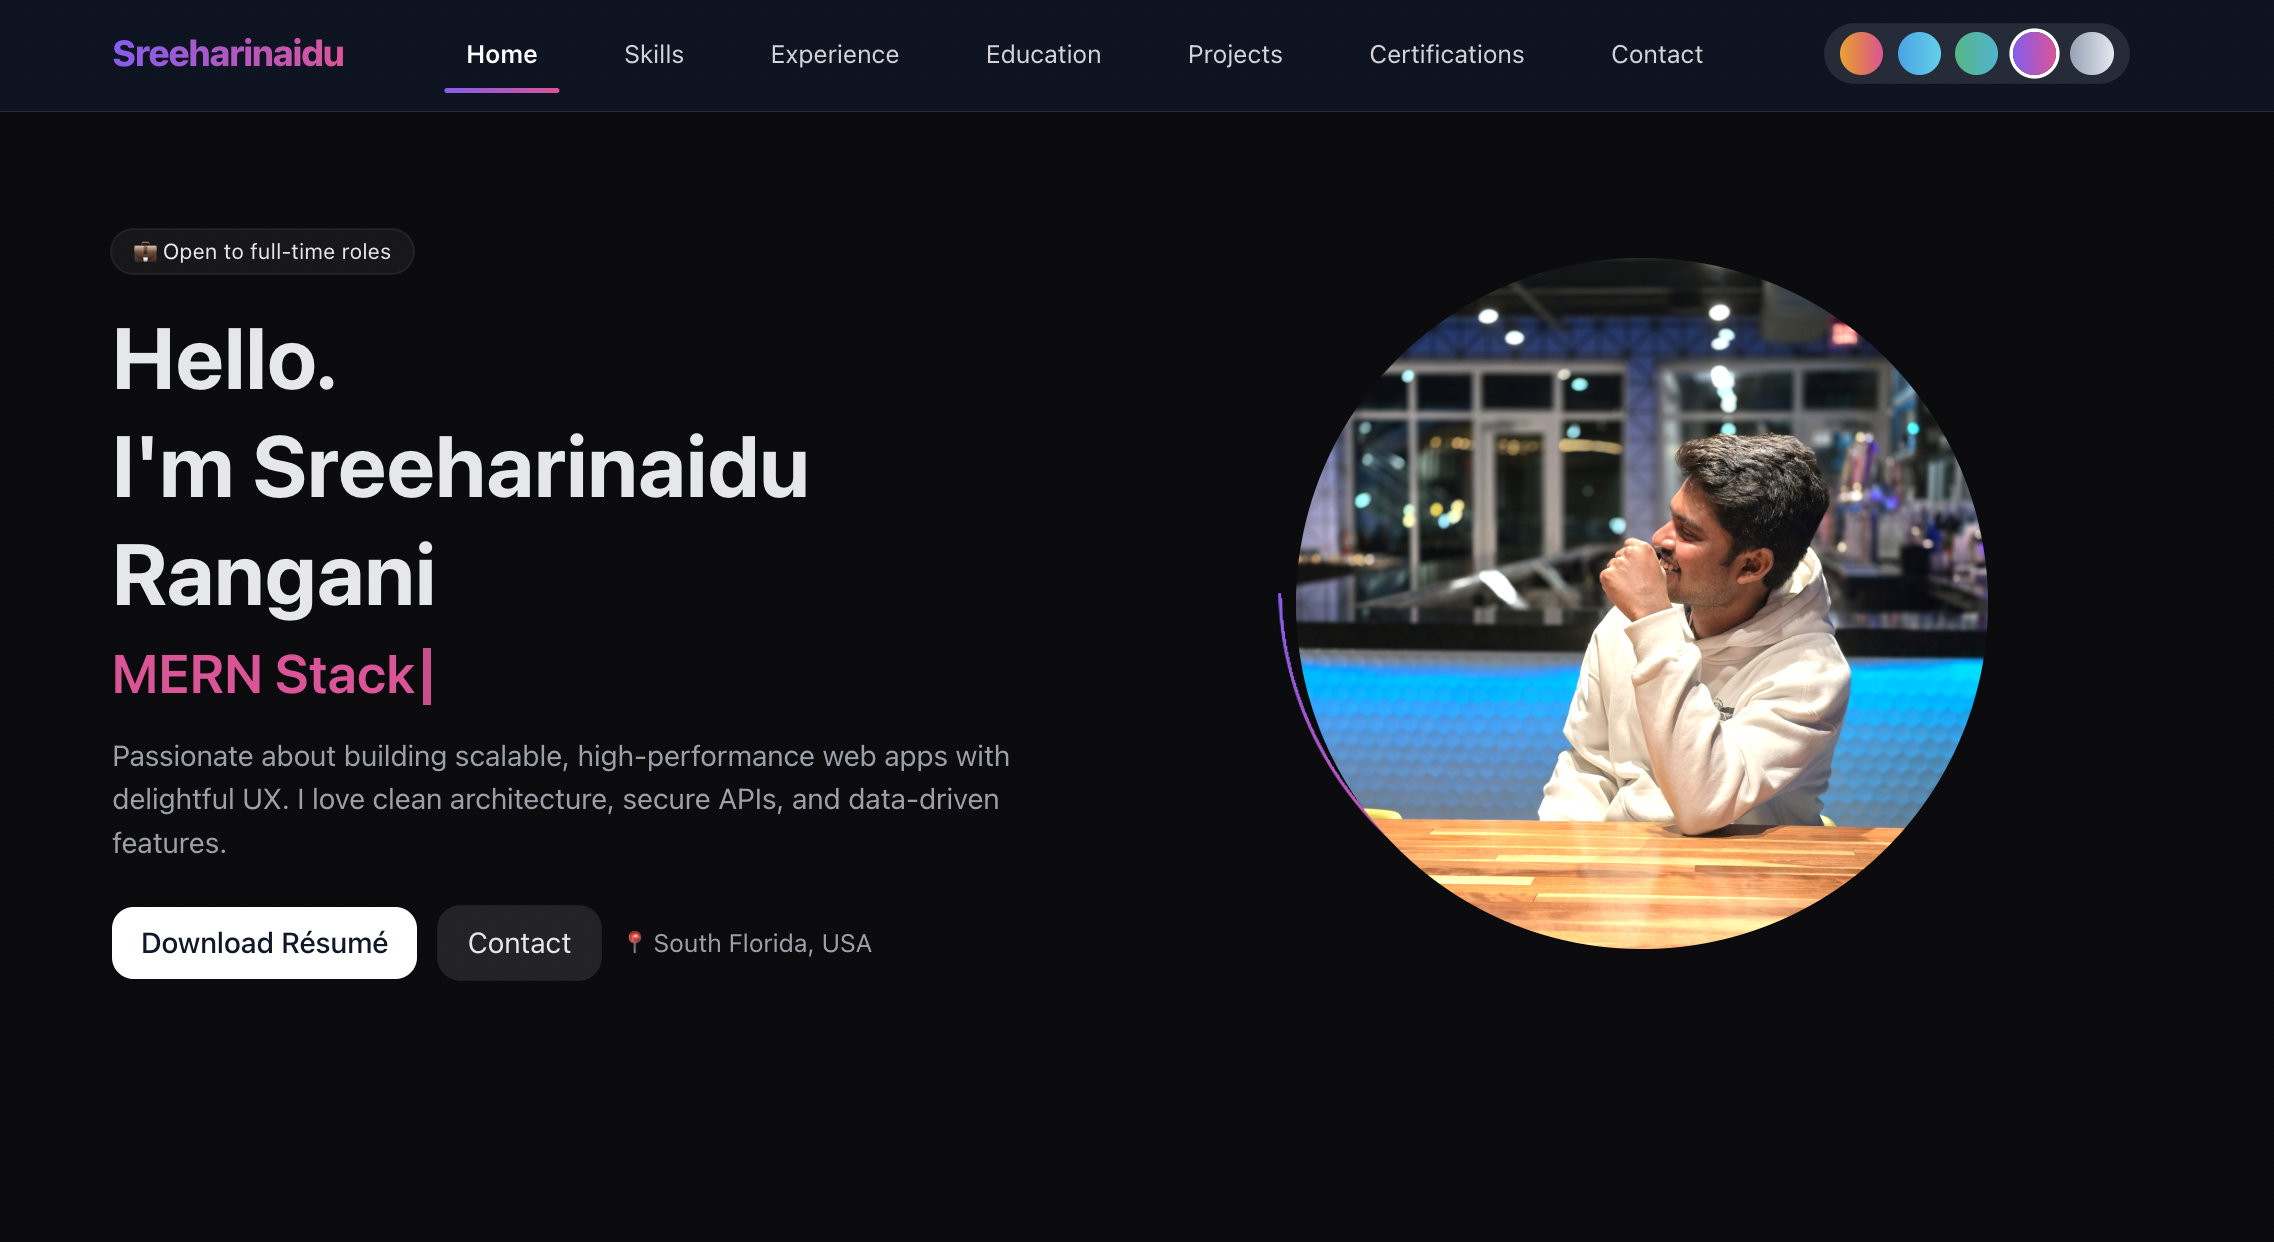 Sreeharinaidu
Home
Skills
Experience
Education
Projects
Certifications
Contact
Open to full-time roles
Hello.
I'm Sreeharinaidu
Rangani
MERN Stack
Passionate about building scalable, high-performance web apps with
delightful UX. I love clean architecture, secure APIs, and data-driven
features.
Download Résumé
Contact
South Florida, USA